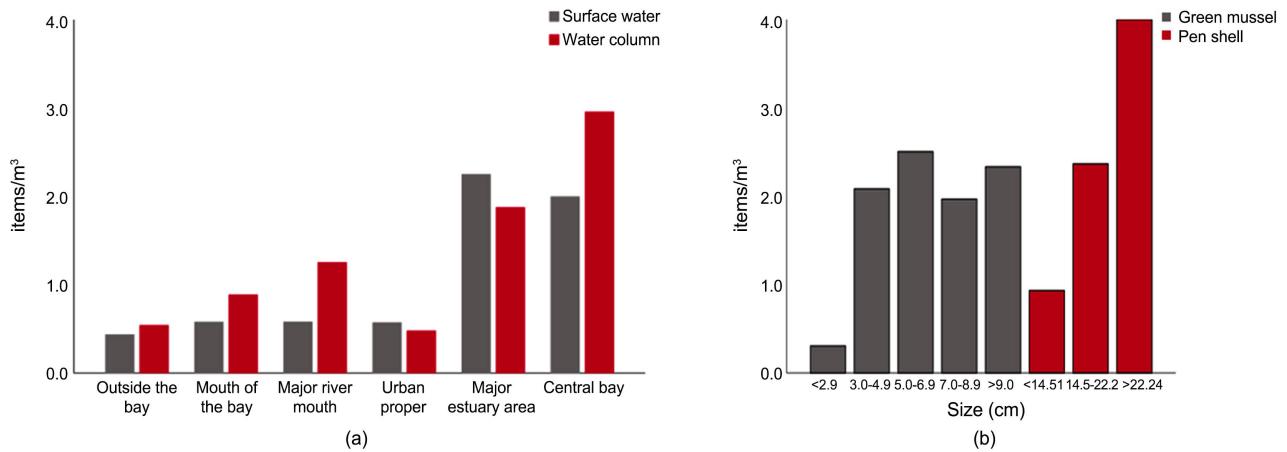 4.0
3.0
2.0
1.0
0.0
items/m³
Surface water
Water column
Outside the
bay
Mouth of
the bay
Major river
mouth
Urban
proper
Major
estuary area
Central bay
(a)
4.0
3.0
2.0
1.0
0.0
items/m³
Green mussel
Pen shell
<2.9 3.0-4.9 5.0-6.9 7.0-8.9 >9.0 <14.51 14.5-22.2 >22.24
Size (cm)
(b)